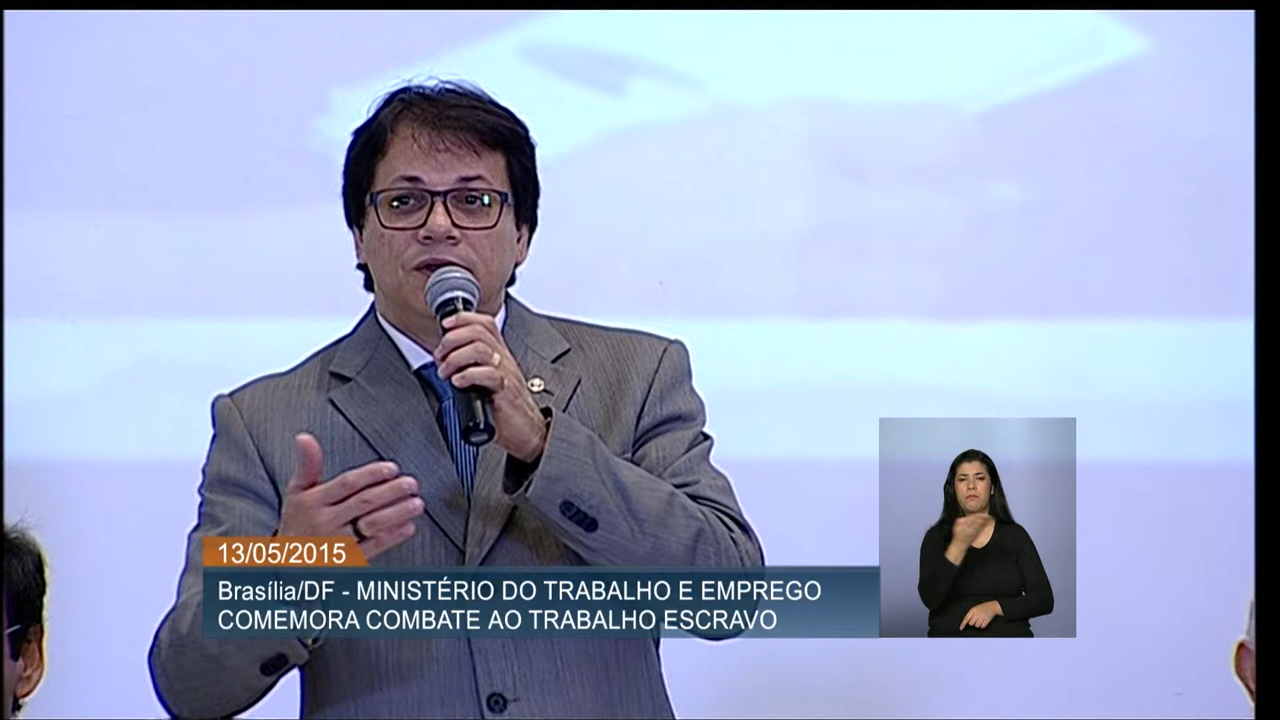 13/05/2015
Brasília/DF - MINISTÉRIO DO TRABALHO E EMPREGO
COMEMORA COMBATE AO TRABALHO ESCRAVO